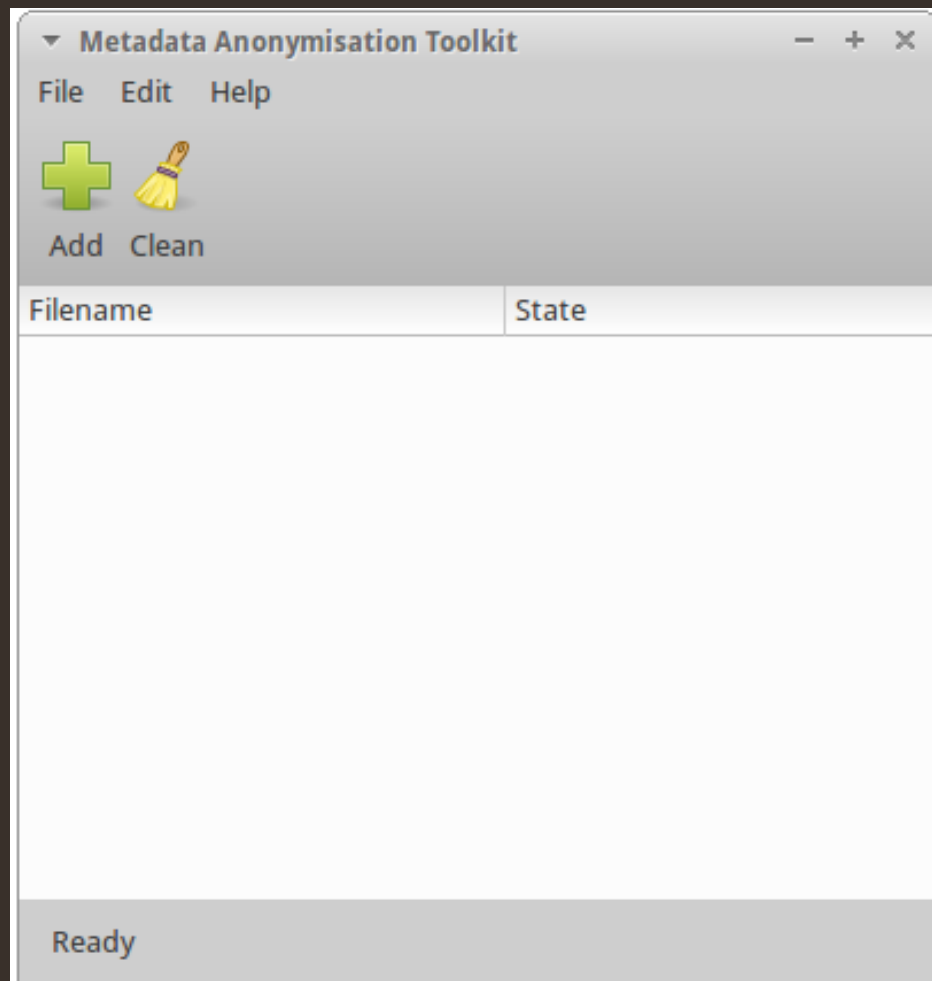 Metadata Anonymisation Toolkit
File Edit Help
Add Clean
Filename State
Ready